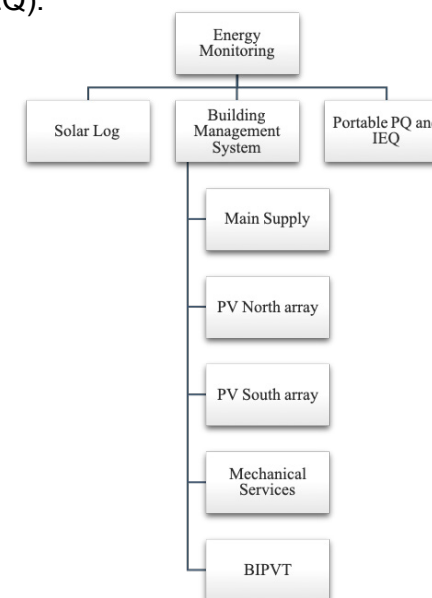 EQ).
Energy
Monitoring
Solar Log
Building
Management
System
Portable PQ and
IEQ
Main Supply
PV North array
PV South array
Mechanical
Services
BIPVT